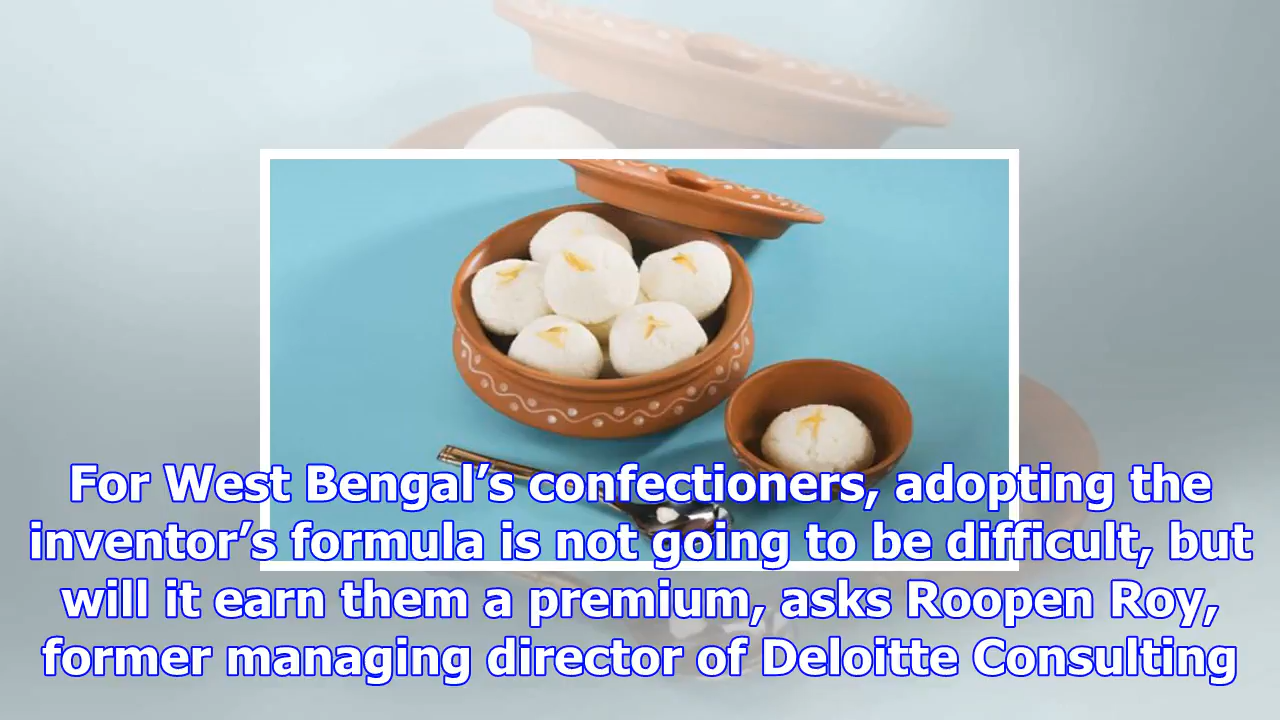 For West Bengal’s confectioners, adopting the
inventor’s formula is not going to be difficult, but
will it earn them a premium, asks Roopen Roy,
former managing director of Deloitte Consulting